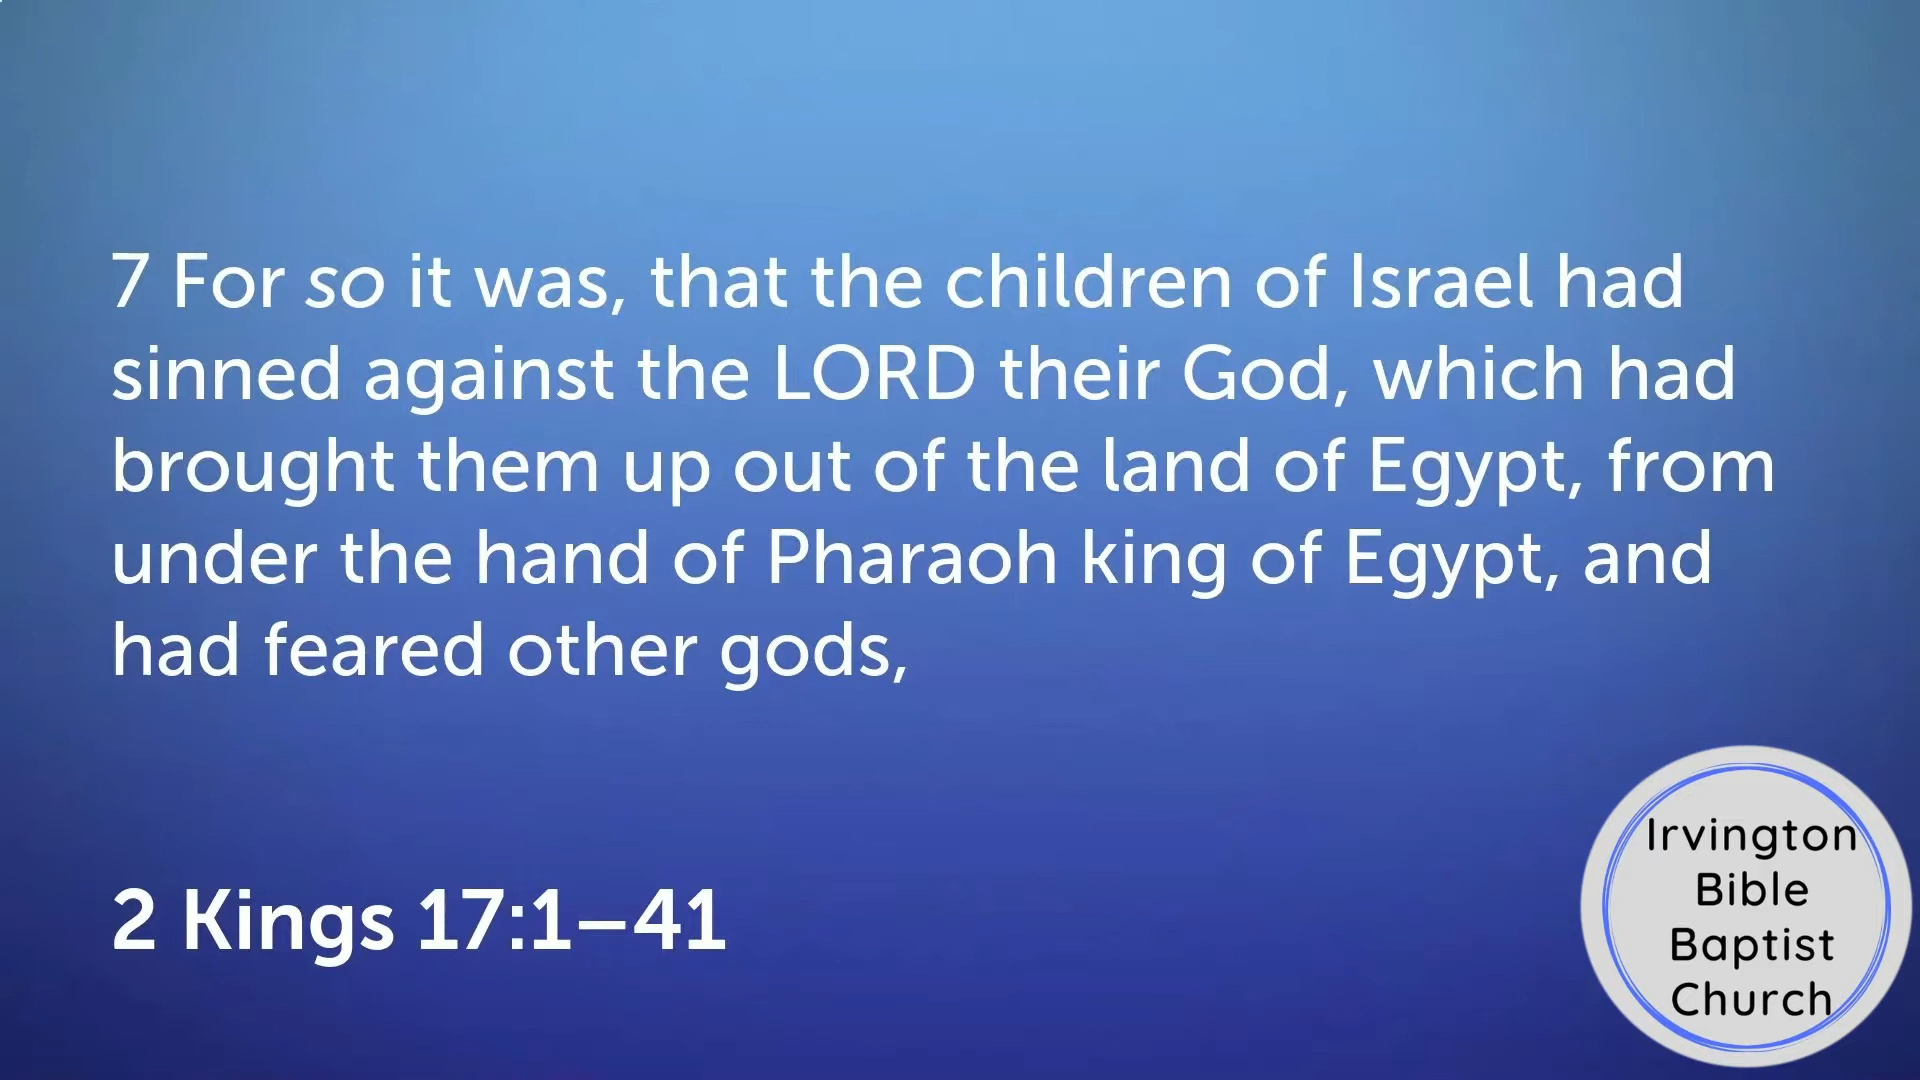 7 For so it was, that the children of Israel had
sinned against the LORD their God, which had
brought them up out of the land of Egypt, from
under the hand of Pharaoh king of Egypt, and
had feared other gods,
2 Kings 17:1–41
Irvington
Bible
Baptist
Church